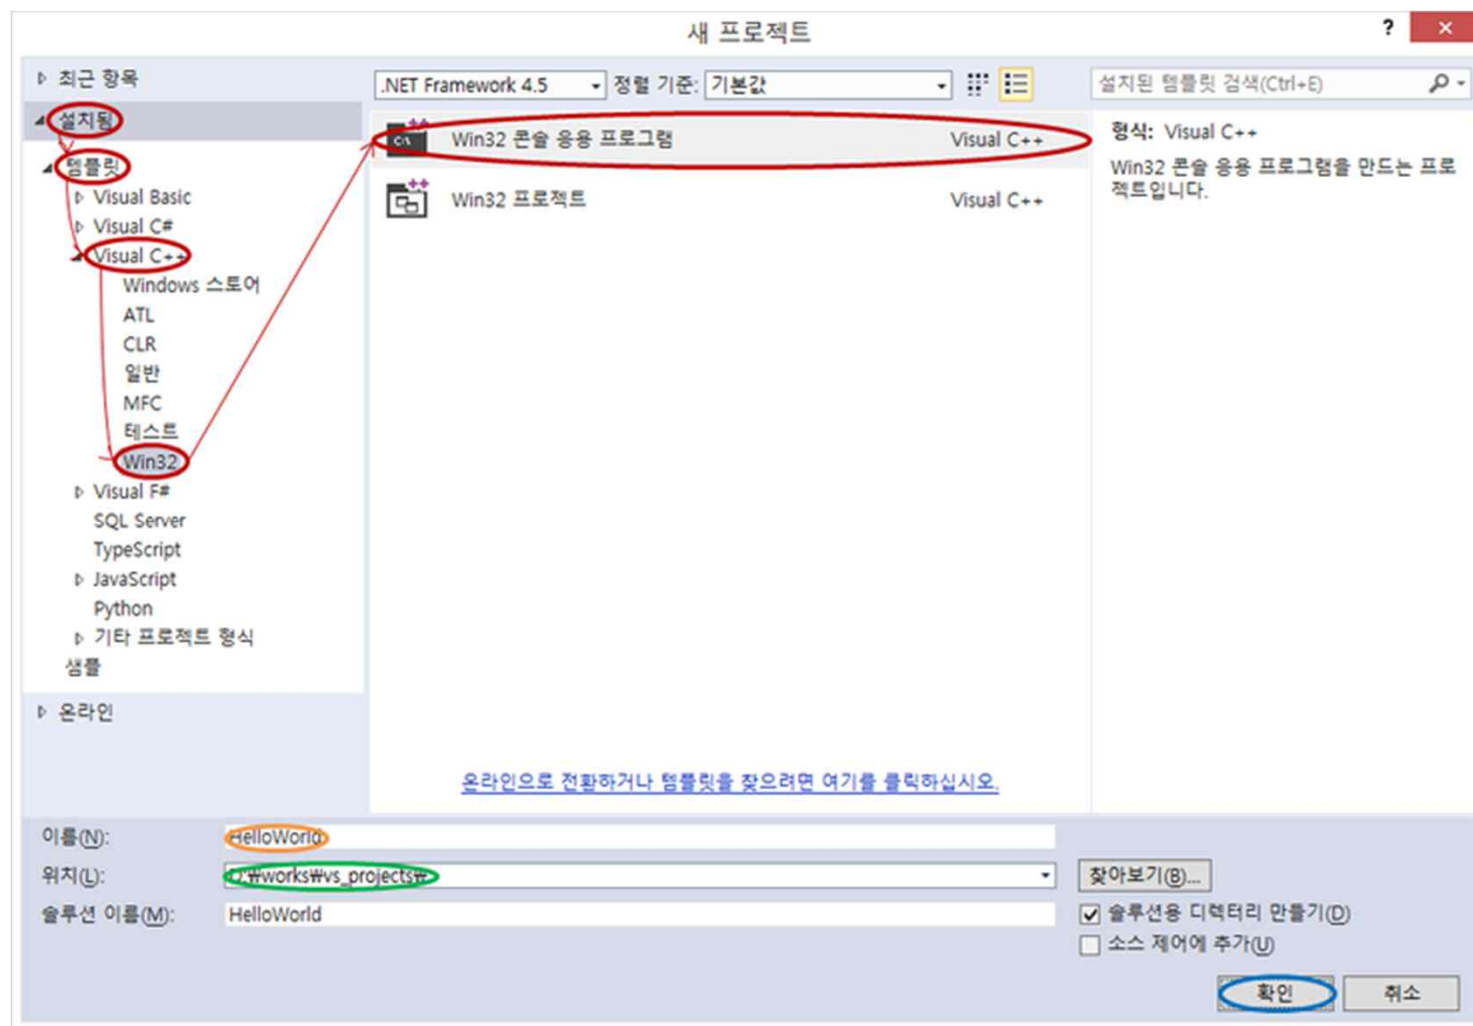 새 프로젝트
?
최근 항목
.NET Framework 4.5
정렬 기준: 기본값
설치된 템플릿 검색(Ctrl+E)
설치됨
템플릿
Visual Basic
Visual C#
Visual C++
Windows 스토어
ATL
CLR
일반
MFC
테스트
Win32
Visual F#
SQL Server
TypeScript
JavaScript
Python
기타 프로젝트 형식
샘플
온라인
Win32 콘솔 응용 프로그램 Visual C++
Win32 프로젝트 Visual C++
온라인으로 전환하거나 템플릿을 찾으려면 여기를 클릭하십시오.
형식: Visual C++
Win32 콘솔 응용 프로그램을 만드는 프로
젝트입니다.
이름(N): HelloWorld
위치(L): D:₩works₩vs_projects₩
찾아보기(B)...
솔루션 이름(M): HelloWorld
솔루션용 디렉터리 만들기(D)
소스 제어에 추가(U)
확인
취소